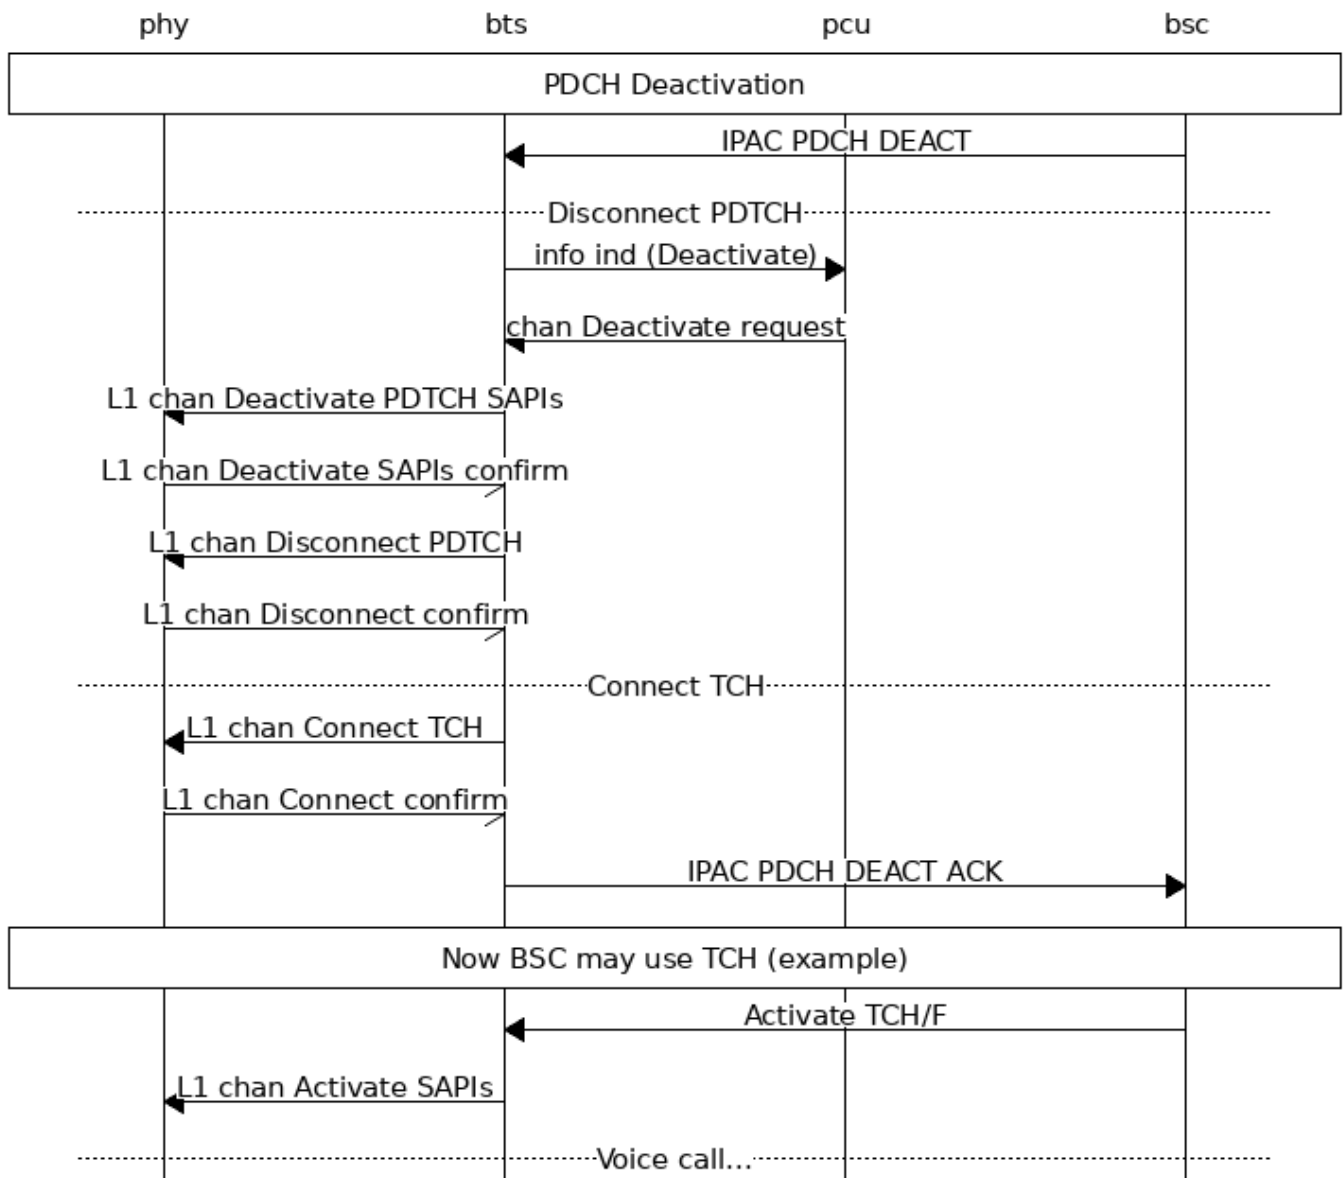 phy bts pcu bsc
PDCH Deactivation
IPAC PDCH DEACT
Disconnect PDTCH
info ind (Deactivate)
chan Deactivate request
L1 chan Deactivate PDTCH SAPIs
L1 chan Deactivate SAPIs confirm
L1 chan Disconnect PDTCH
L1 chan Disconnect confirm
Connect TCH
L1 chan Connect TCH
L1 chan Connect confirm
IPAC PDCH DEACT ACK
Now BSC may use TCH (example)
Activate TCH/F
L1 chan Activate SAPIs
Voice call...